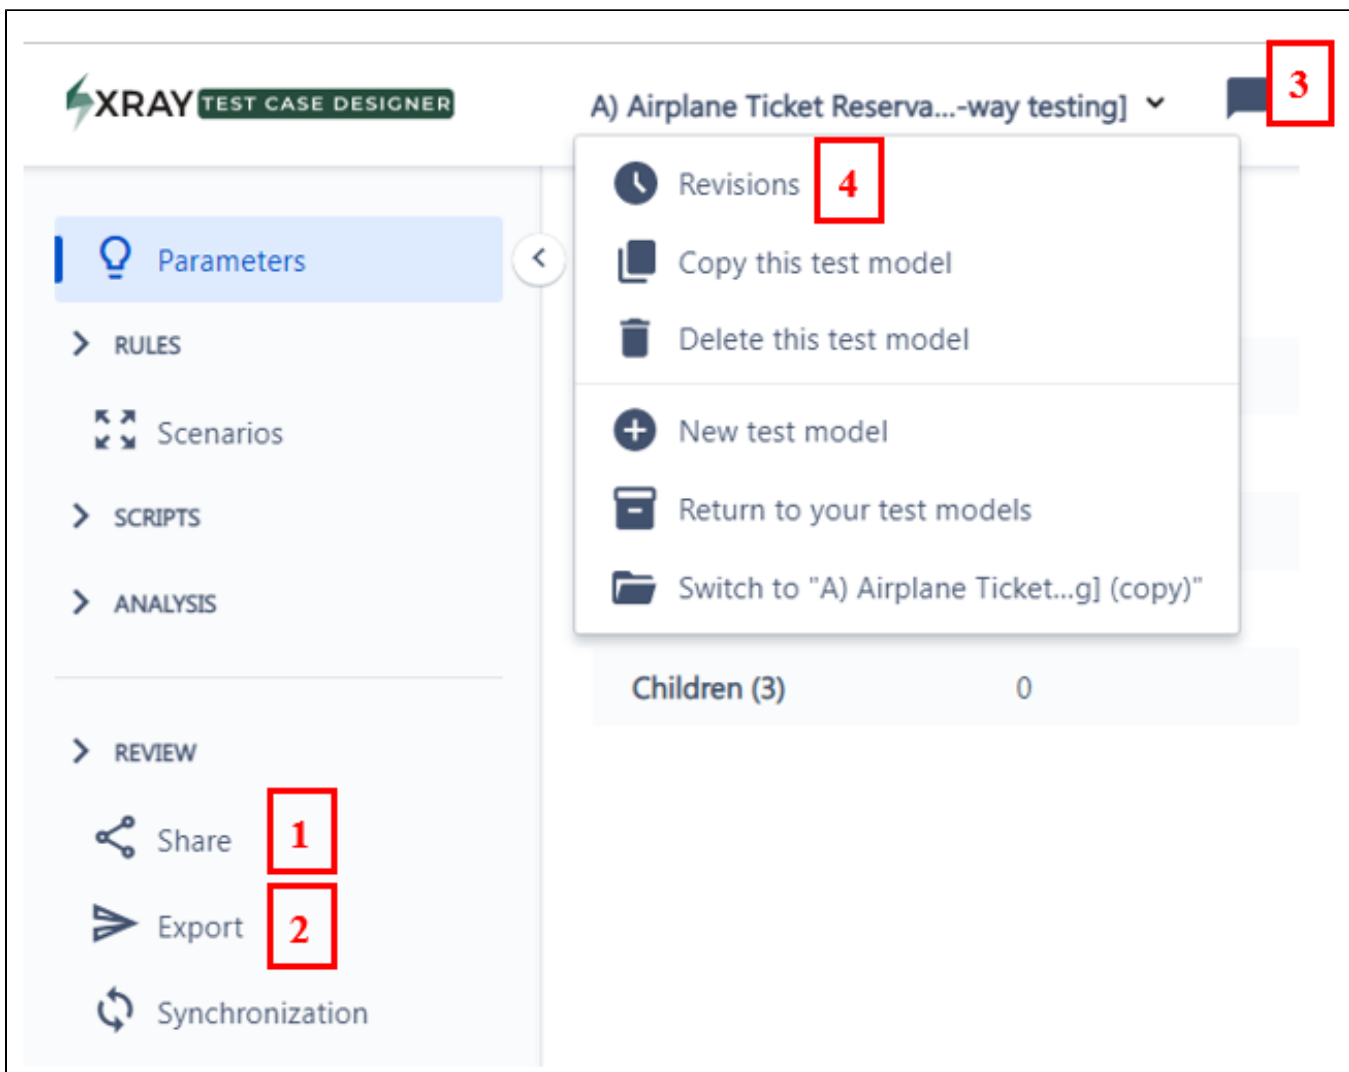 XRAY TEST CASE DESIGNER
A) Airplane Ticket Reserva...-way testing]
3
Revisions 4
Copy this test model
Delete this test model
New test model
Return to your test models
Switch to "A) Airplane Ticket...g] (copy)"
Children (3) 0
Parameters
RULES
Scenarios
SCRIPTS
ANALYSIS
REVIEW
Share 1
Export 2
Synchronization